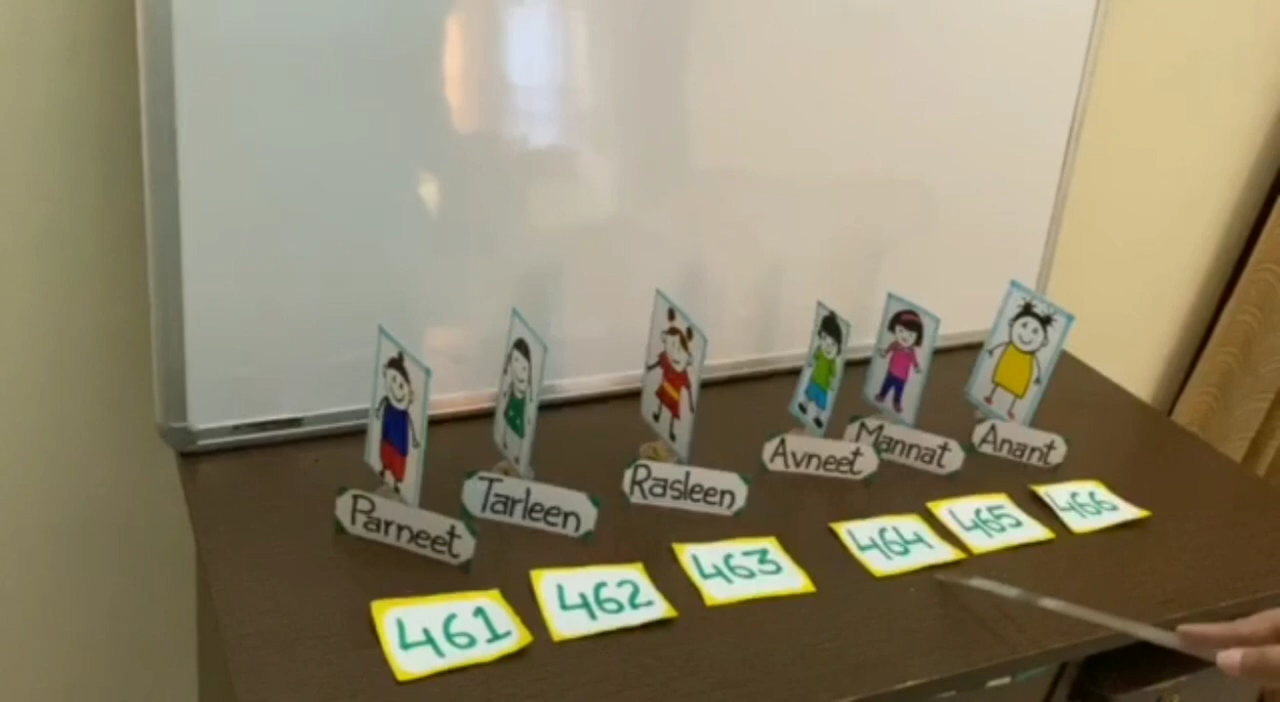 Parneet
Tarleen
Rasleen
Avneet
Mannat
Anant
461
462
463
464
465
466